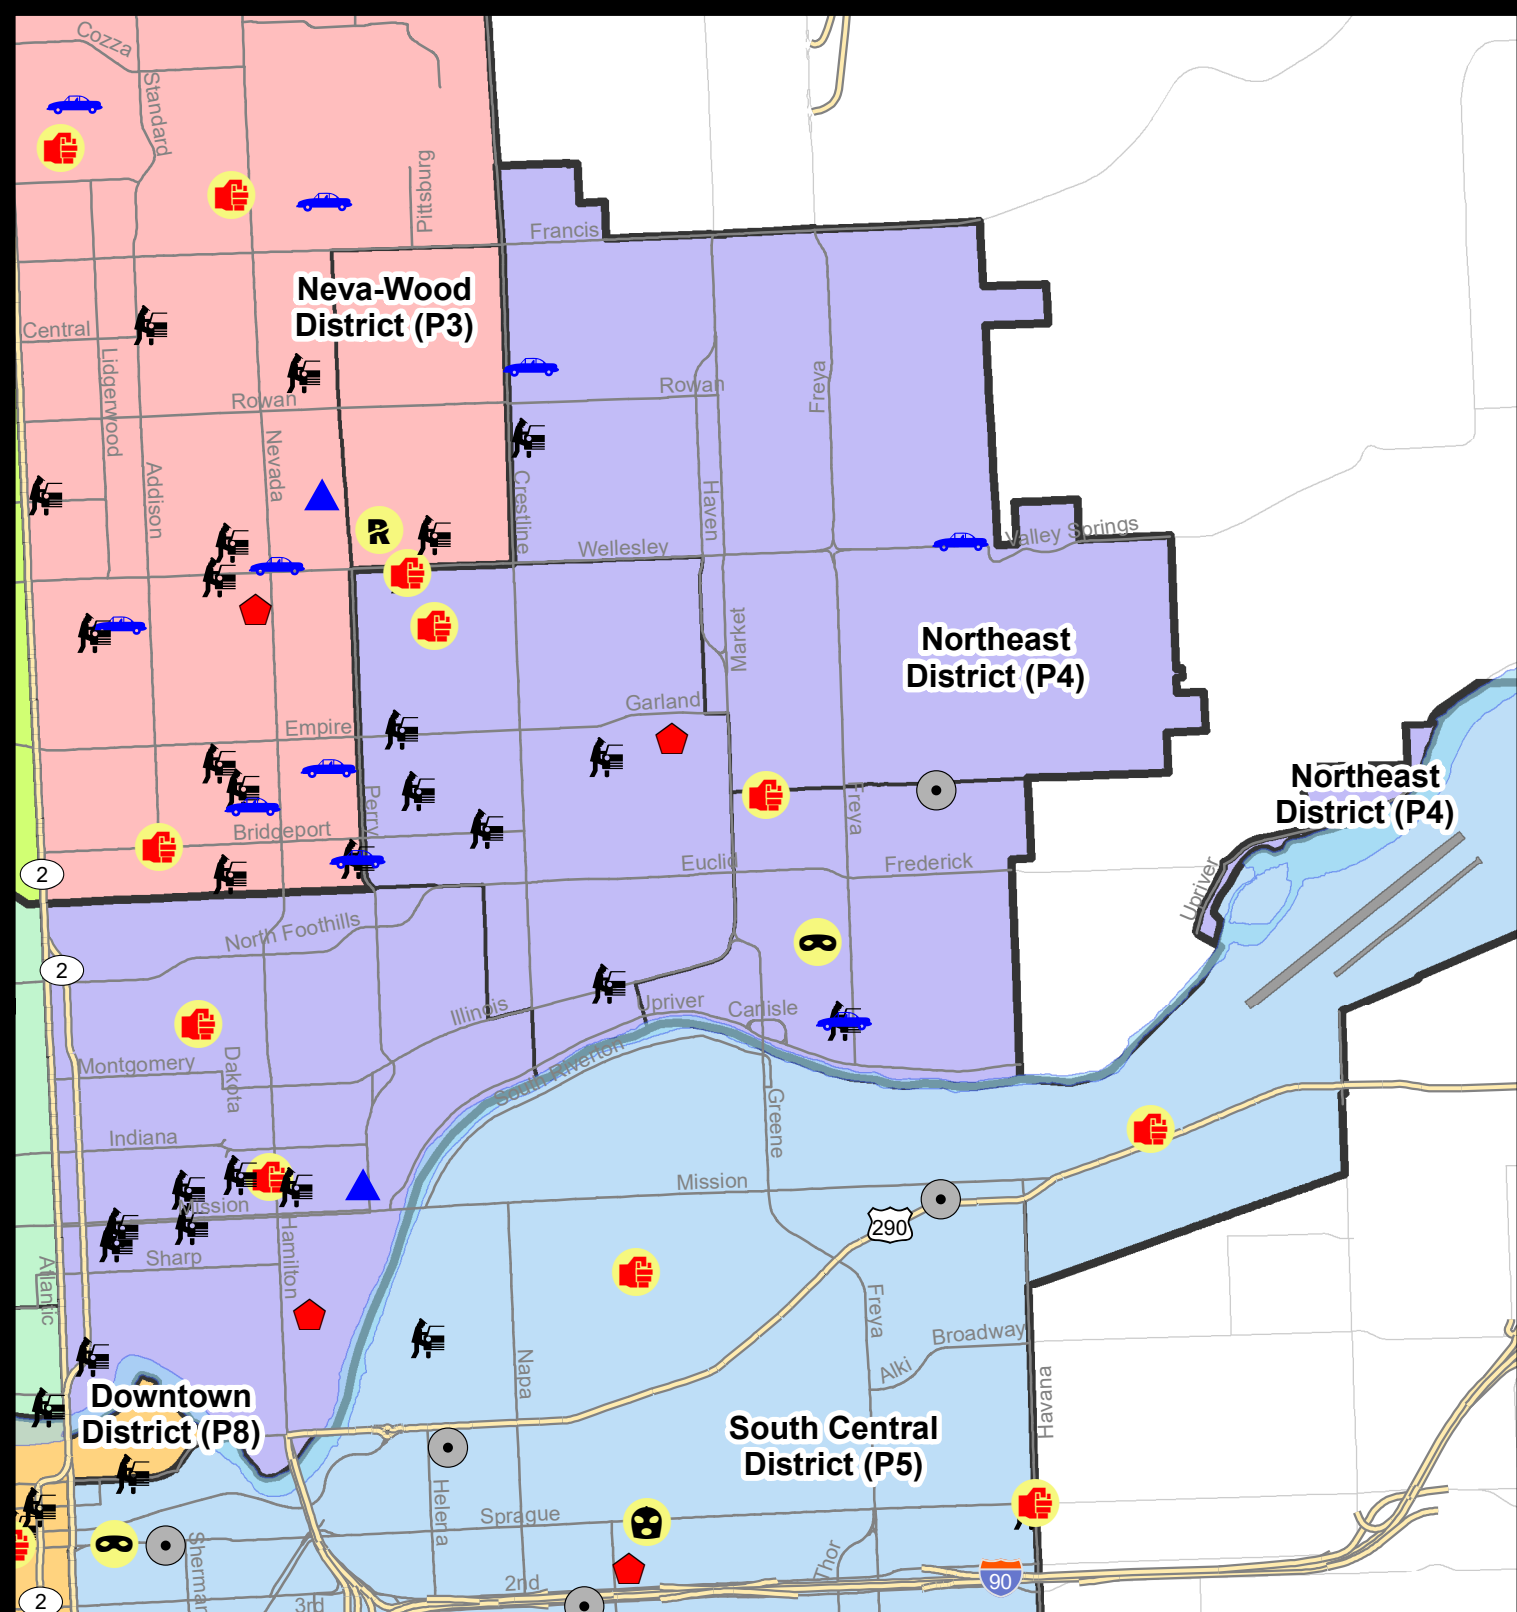 Cozza
Standard
Pittsburg
Francis
Neva-Wood
District (P3)
Central
Lidgerwood
Rowan
Rowan
Freya
Nevada
Addison
Crestline
Haven
Valley Springs
Wellesley
R
Market
Northeast
District (P4)
Garland
Empire
Northeast
District (P4)
Perry
Freya
Bridgeport
Euclid
Frederick
2
Upriver
North Foothills
2
Illinois
Upriver
Carlisle
Montgomery
Dakota
South Riverton
Greene
Indiana
Mission
Mission
290
Sharp
Hamilton
Atlantic
Freya
Broadway
Napa
Alki
Havana
Downtown
District (P8)
South Central
District (P5)
Helena
Sprague
Sherman
Thor
2nd
90
2
3rd